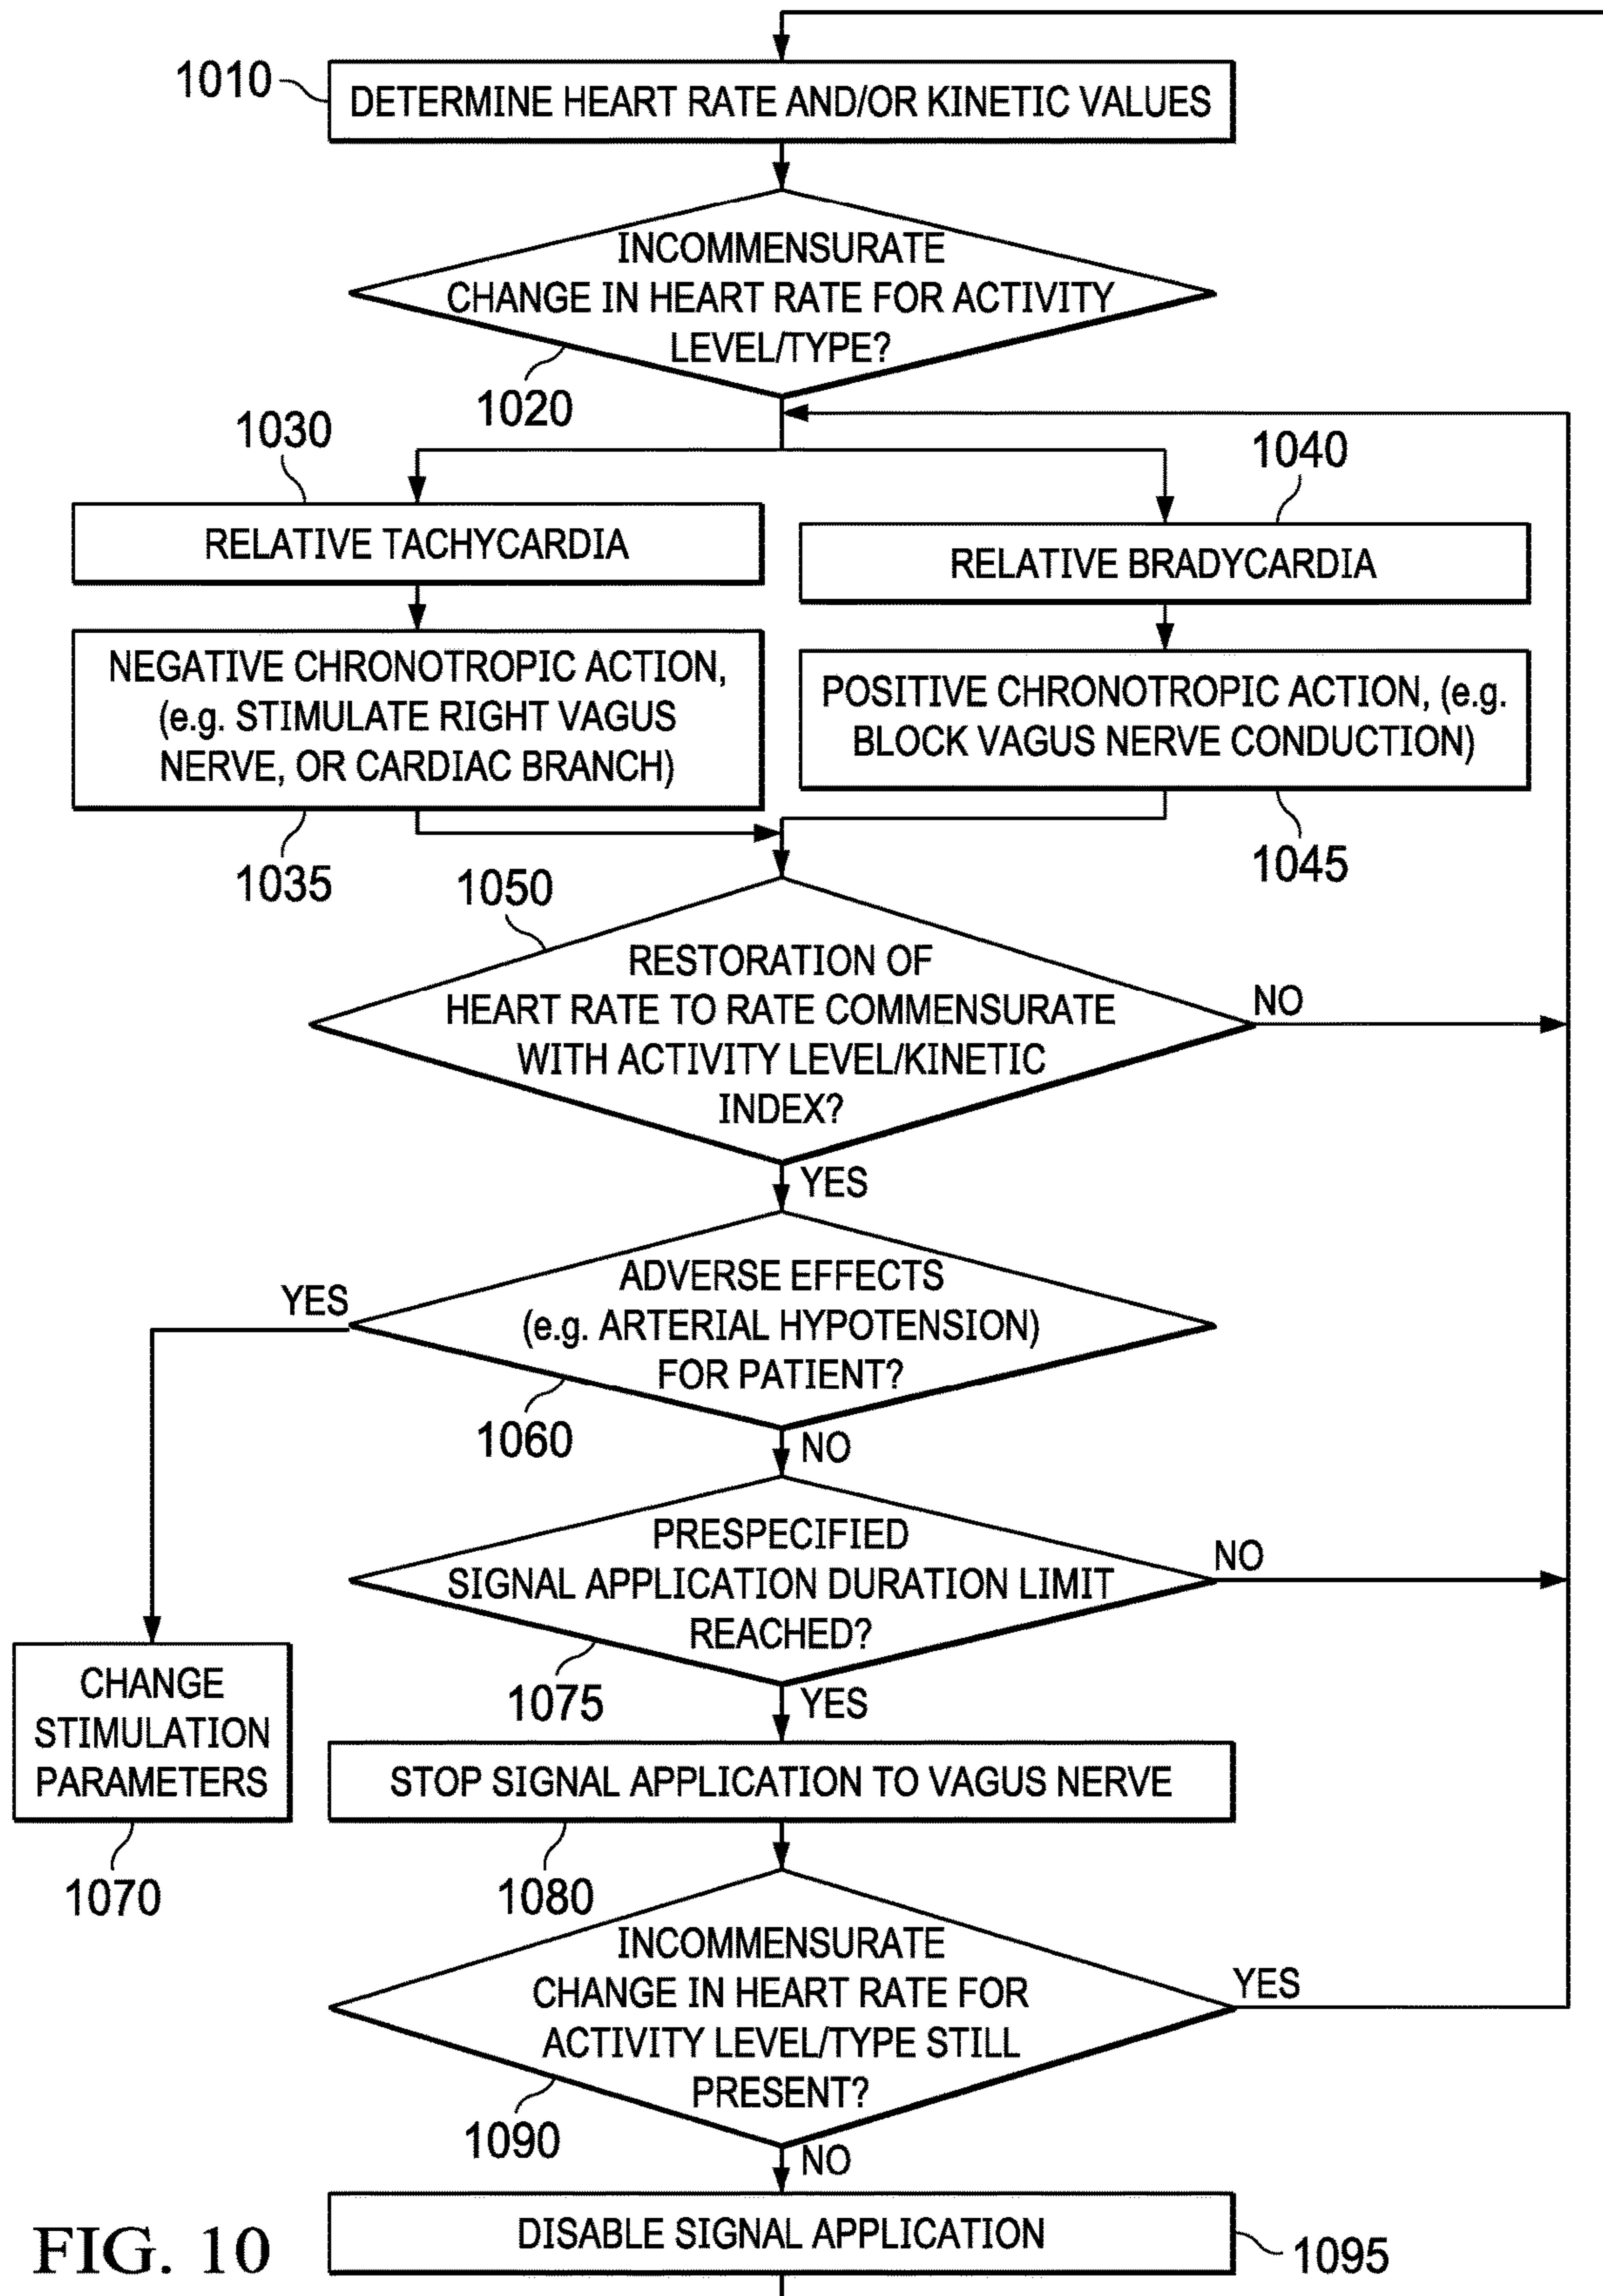 1010
DETERMINE HEART RATE AND/OR KINETIC VALUES
INCOMMENSURATE
CHANGE IN HEART RATE FOR ACTIVITY
LEVEL/TYPE?
1020
1030
1040
RELATIVE TACHYCARDIA
RELATIVE BRADYCARDIA
NEGATIVE CHRONOTROPIC ACTION,
(e.g. STIMULATE RIGHT VAGUS
NERVE, OR CARDIAC BRANCH)
POSITIVE CHRONOTROPIC ACTION, (e.g.
BLOCK VAGUS NERVE CONDUCTION)
1035
1045
1050
RESTORATION OF
HEART RATE TO RATE COMMENSURATE
WITH ACTIVITY LEVEL/KINETIC
INDEX?
NO
YES
ADVERSE EFFECTS
(e.g. ARTERIAL HYPOTENSION)
FOR PATIENT?
YES
1060
NO
PRESPECIFIED
SIGNAL APPLICATION DURATION LIMIT
REACHED?
NO
1075
YES
CHANGE
STIMULATION
PARAMETERS
1070
STOP SIGNAL APPLICATION TO VAGUS NERVE
1080
INCOMMENSURATE
CHANGE IN HEART RATE FOR
ACTIVITY LEVEL/TYPE STILL
PRESENT?
YES
1090
NO
DISABLE SIGNAL APPLICATION
1095
FIG. 10